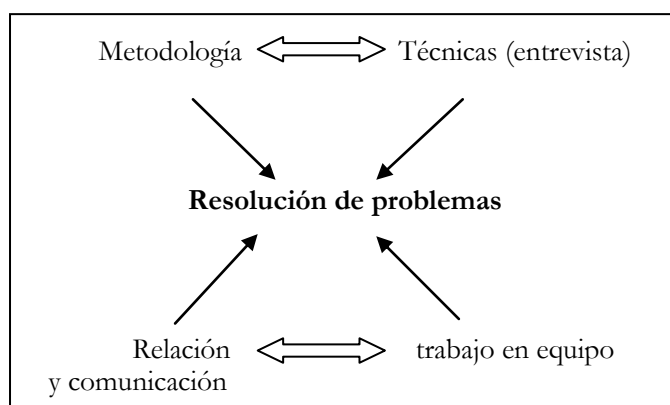 Metodología Técnicas (entrevista)
Resolución de problemas
Relación trabajo en equipo
y comunicación